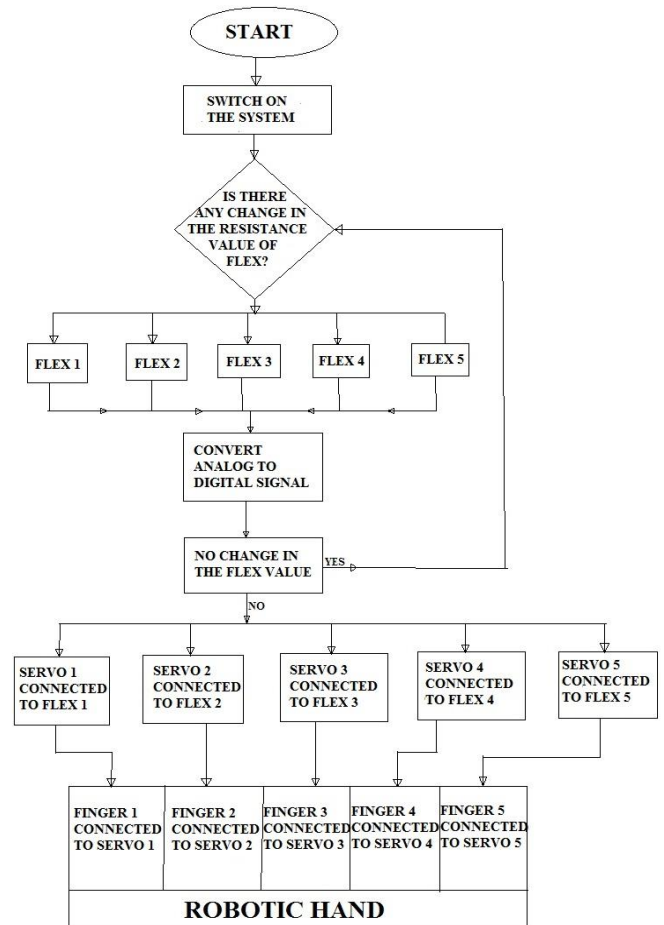 START
SWITCH ON
THE SYSTEM
IS THERE
ANY CHANGE IN
THE RESISTANCE
VALUE OF
FLEX?
FLEX 1
FLEX 2
FLEX 3
FLEX 4
FLEX 5
CONVERT
ANALOG TO
DIGITAL SIGNAL
NO CHANGE IN
THE FLEX VALUE
YES
NO
SERVO 1
CONNECTED
TO FLEX 1
SERVO 2
CONNECTED
TO FLEX 2
SERVO 3
CONNECTED
TO FLEX 3
SERVO 4
CONNECTED
TO FLEX 4
SERVO 5
CONNECTED
TO FLEX 5
FINGER 1
CONNECTED
TO SERVO 1
FINGER 2
CONNECTED
TO SERVO 2
FINGER 3
CONNECTED
TO SERVO 3
FINGER 4
CONNECTED
TO SERVO 4
FINGER 5
CONNECTED
TO SERVO 5
ROBOTIC HAND